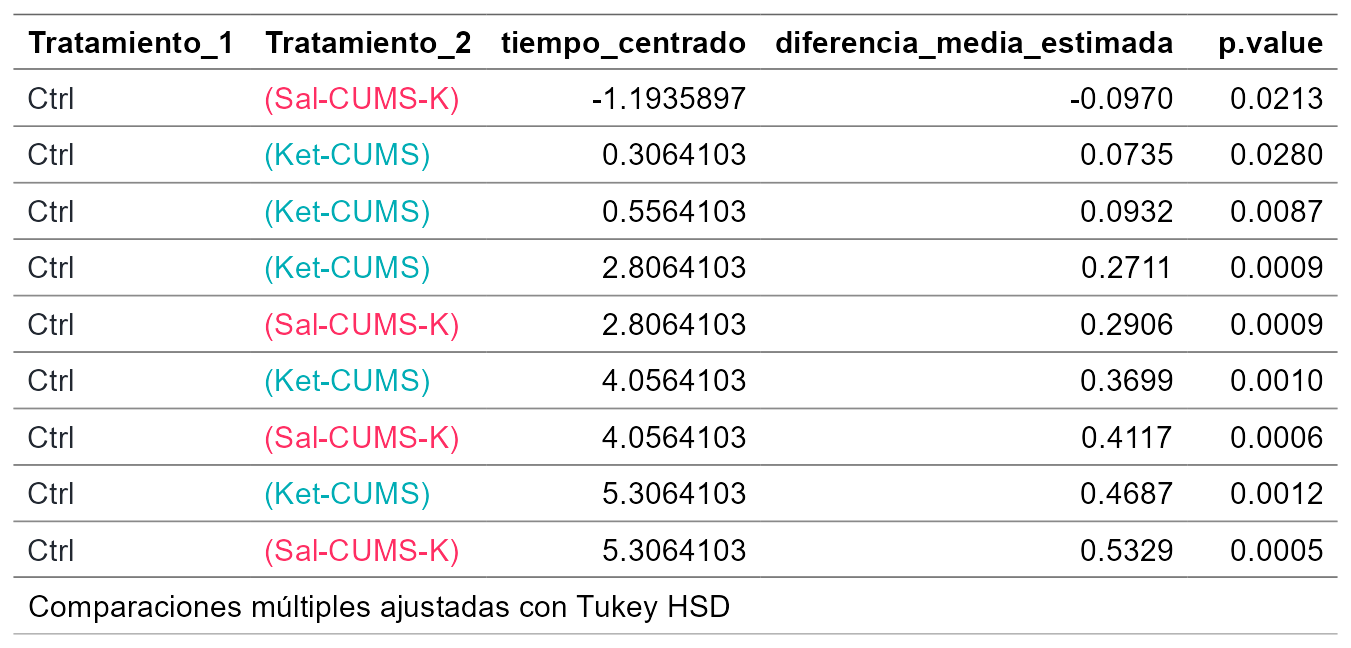 Tratamiento_1 Tratamiento_2 tiempo_centrado diferencia_media_estimada p.value
Ctrl (Sal-CUMS-K) -1.1935897 -0.0970 0.0213
Ctrl (Ket-CUMS) 0.3064103 0.0735 0.0280
Ctrl (Ket-CUMS) 0.5564103 0.0932 0.0087
Ctrl (Ket-CUMS) 2.8064103 0.2711 0.0009
Ctrl (Sal-CUMS-K) 2.8064103 0.2906 0.0009
Ctrl (Ket-CUMS) 4.0564103 0.3699 0.0010
Ctrl (Sal-CUMS-K) 4.0564103 0.4117 0.0006
Ctrl (Ket-CUMS) 5.3064103 0.4687 0.0012
Ctrl (Sal-CUMS-K) 5.3064103 0.5329 0.0005
Comparaciones múltiples ajustadas con Tukey HSD